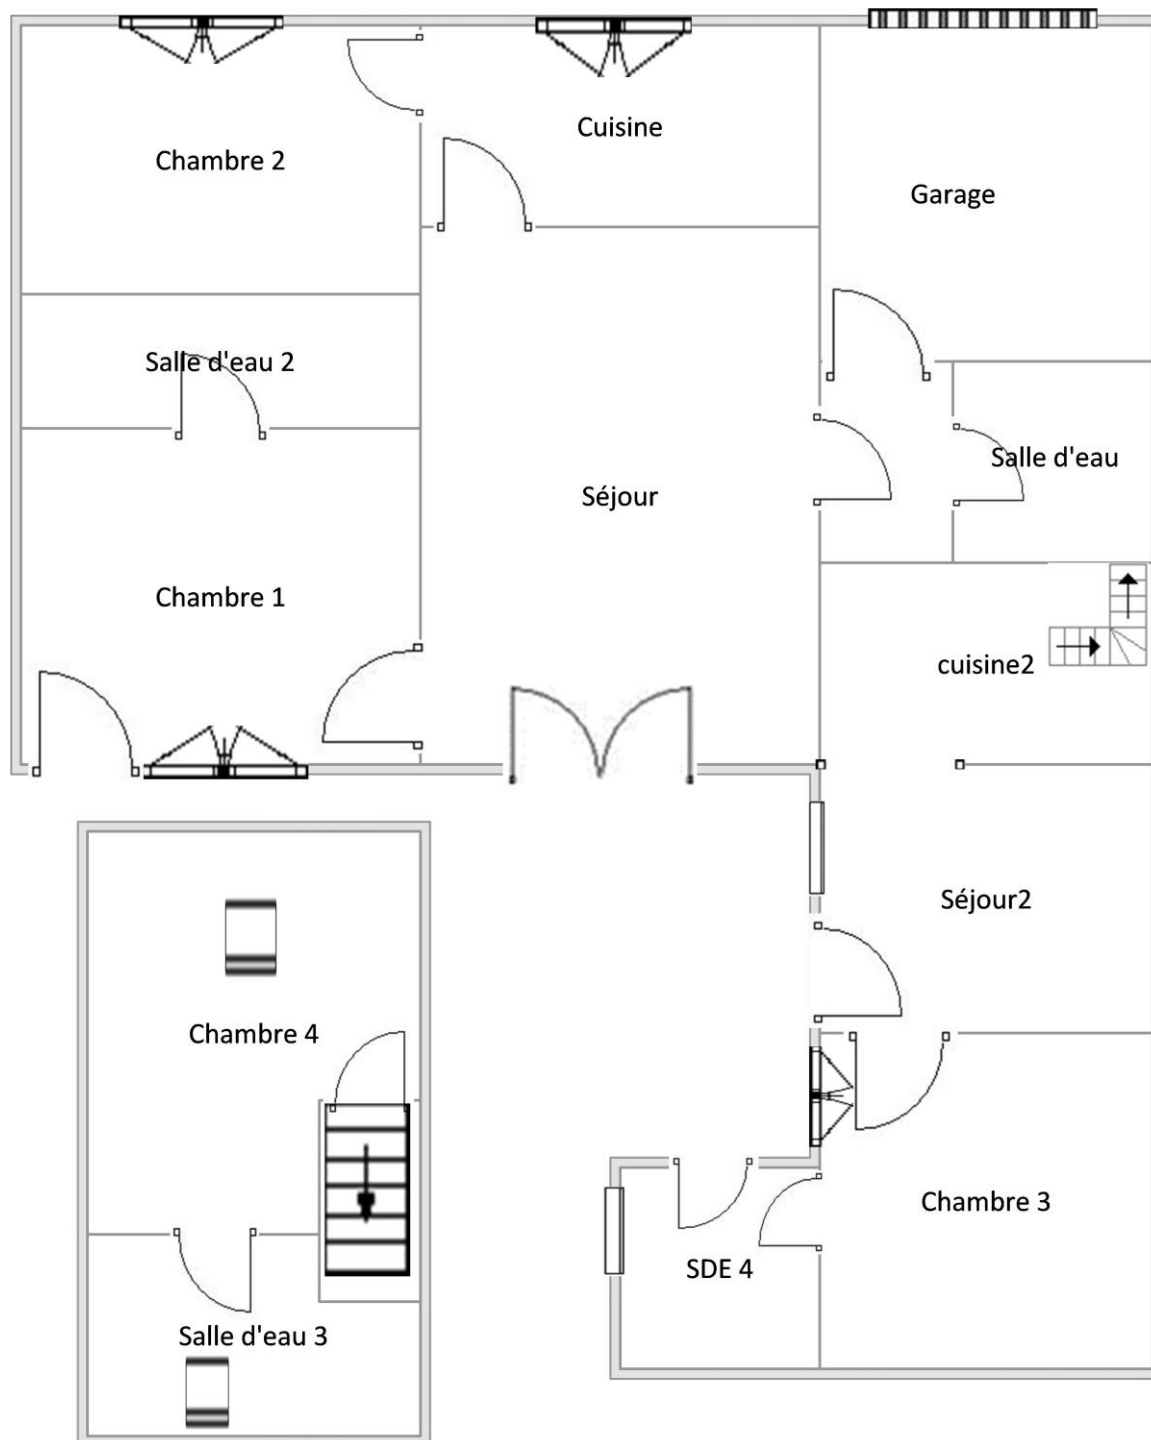 Cuisine
Chambre 2
Garage
Salle d'eau 2
Salle d'eau
Séjour
Chambre 1
cuisine2
Séjour2
Chambre 4
Chambre 3
SDE 4
Salle d'eau 3